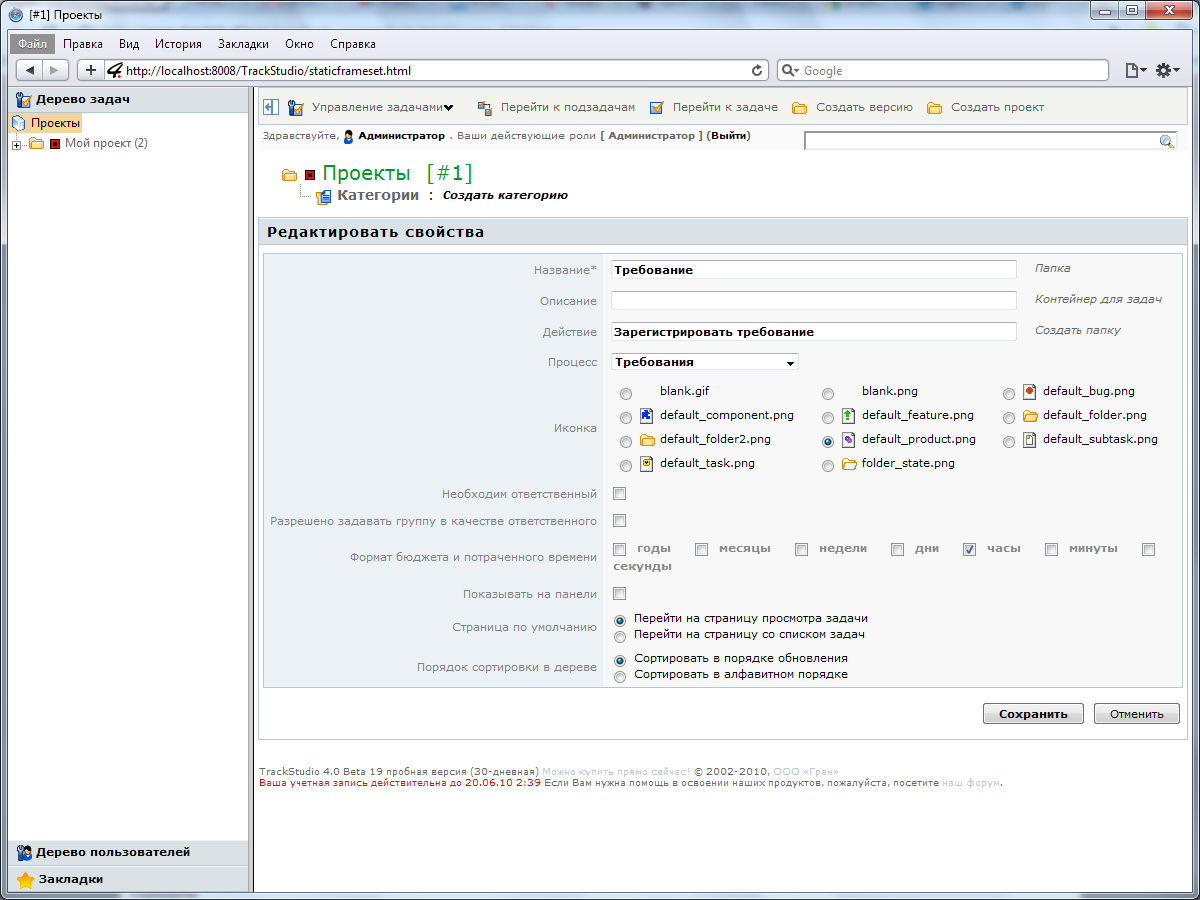 [#1] Проекты
Файл Правка Вид История Закладки Окно Справка
http://localhost:8008/TrackStudio/staticframeset.html
Google
Дерево задач
Проекты
Мой проект (2)
Управление задачами Перейти к подзадачам Перейти к задаче Создать версию Создать проект
Здравствуйте, Администратор . Ваши действующие роли [ Администратор ] (Выйти)
Проекты [#1]
Категории : Создать категорию
Редактировать свойства
Название* Требование Папка
Описание Контейнер для задач
Действие Зарегистрировать требование Создать папку
Процесс Требования
Иконка
blank.gif blank.png default_bug.png
default_component.png default_feature.png default_folder.png
default_folder2.png default_product.png default_subtask.png
default_task.png folder_state.png
Необходим ответственный
Разрешено задавать группу в качестве ответственного
Формат бюджета и потраченного времени годы месяцы недели дни часы минуты
секунды
Показывать на панели
Страница по умолчанию
Перейти на страницу просмотра задачи
Перейти на страницу со списком задач
Порядок сортировки в дереве
Сортировать в порядке обновления
Сортировать в алфавитном порядке
Сохранить Отменить
TrackStudio 4.0 Beta 19 пробная версия (30-дневная) Можно купить прямо сейчас! © 2002-2010, ООО «Гран»
Ваша учетная запись действительна до 20.06.10 2:39 Если Вам нужна помощь в освоении наших продуктов, пожалуйста, посетите наш форум.
Дерево пользователей
Закладки